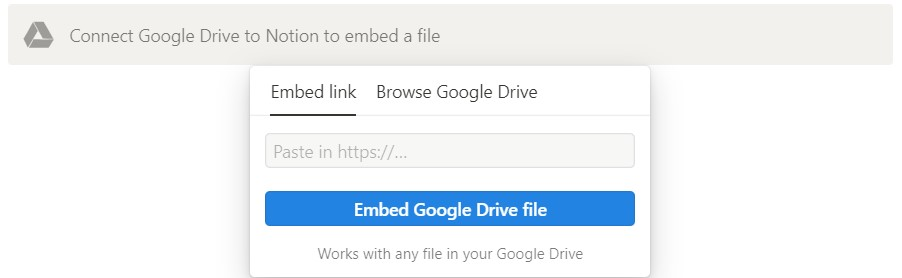 Connect Google Drive to Notion to embed a file
Embed link Browse Google Drive
Paste in https://...
Embed Google Drive file
Works with any file in your Google Drive